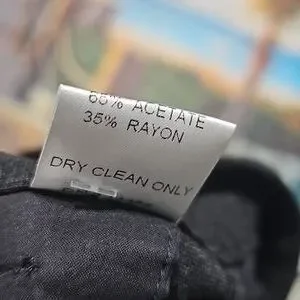 65% ACETATE
35% RAYON
DRY CLEAN ONLY